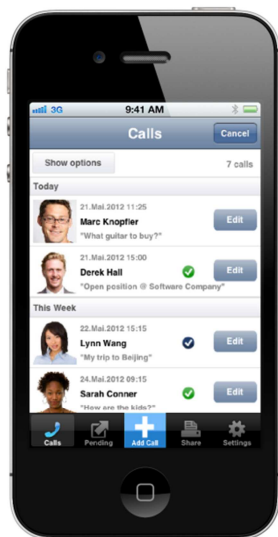 3G 9:41 AM
Calls
Cancel
Show options
7 calls
Today
21.Mai.2012 11:25
Marc Knopfler
"What guitar to buy?"
Edit
21.Mai.2012 15:00
Derek Hall
"Open position @ Software Company"
Edit
This Week
22.Mai.2012 15:15
Lynn Wang
"My trip to Beijing"
Edit
24.Mai.2012 09:15
Sarah Conner
"How are the kids?"
Edit
Calls Pending Add Call Share Settings